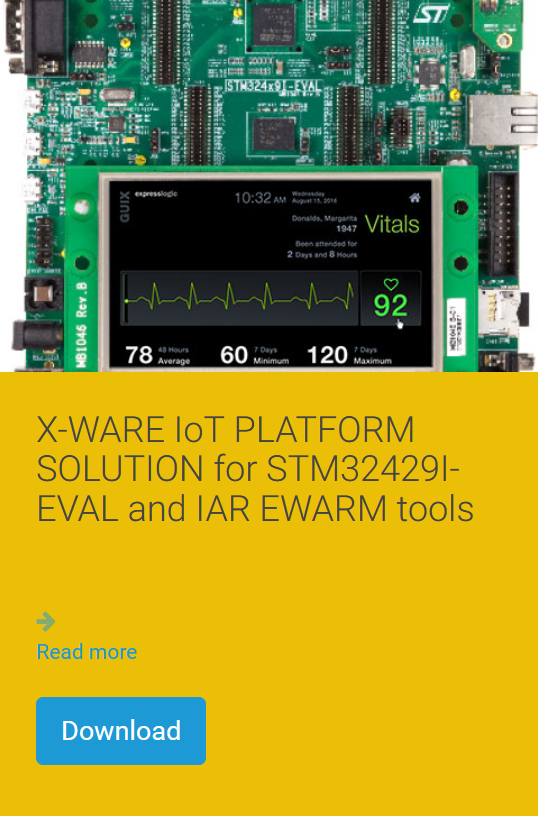 ST
STM324x9I-EVAL
GUIX
expresslogic
10:32 AM
Wednesday
August 15, 2018
Donalds, Margarita
1947
Vitals
Been attended for
2 Days and 8 Hours
92
78 48 Hours
Average
60 7 Days
Minimum
120 7 Days
Maximum
MB1046 Rev.B
X-WARE IoT PLATFORM
SOLUTION for STM32429I-
EVAL and IAR EWARM tools
Read more
Download